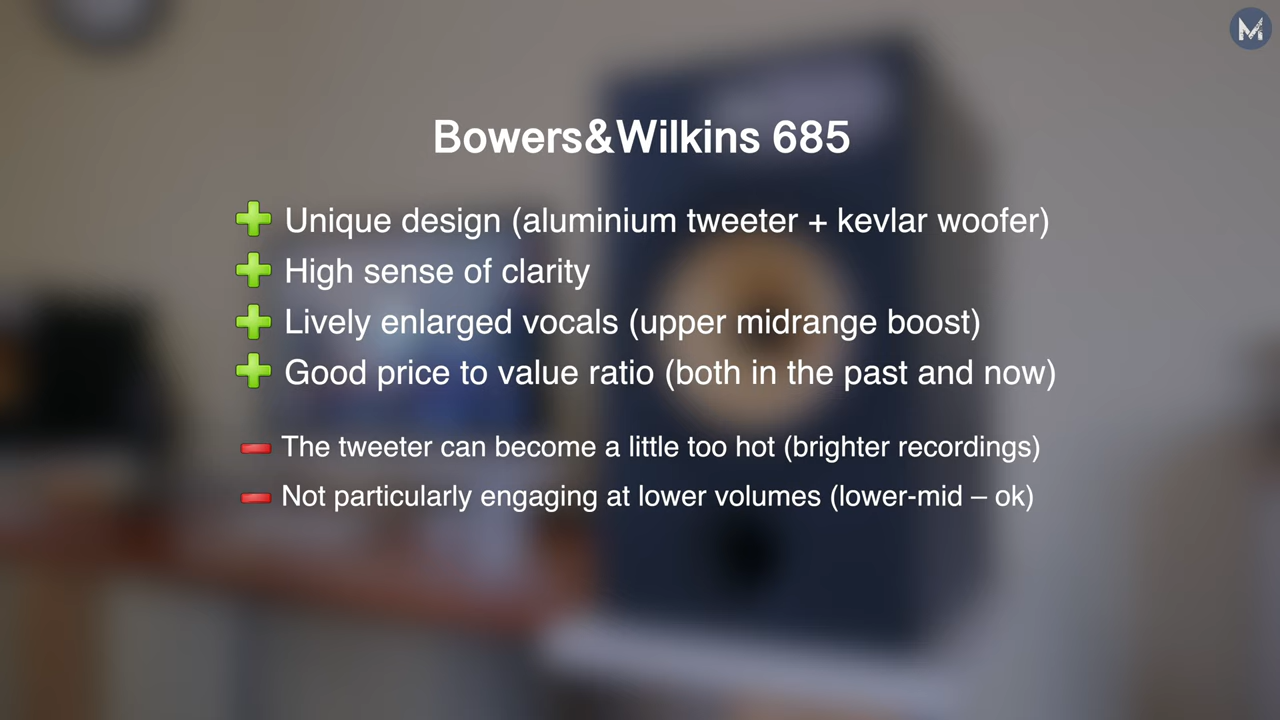 M
Bowers&Wilkins 685
Unique design (aluminium tweeter + kevlar woofer)
High sense of clarity
Lively enlarged vocals (upper midrange boost)
Good price to value ratio (both in the past and now)
The tweeter can become a little too hot (brighter recordings)
Not particularly engaging at lower volumes (lower-mid – ok)